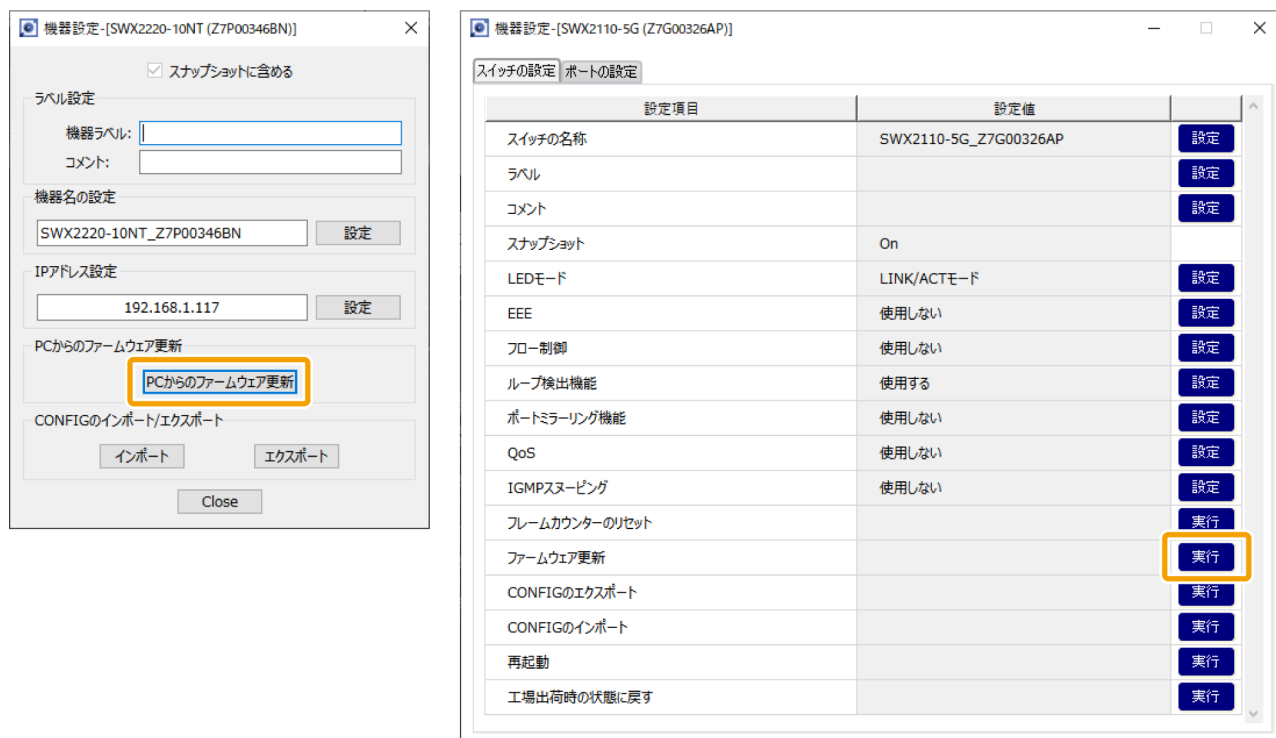 機器設定-[SWX2220-10NT (Z7P00346BN)]
スナップショットに含める
ラベル設定
機器ラベル:
コメント:
機器名の設定
SWX2220-10NT_Z7P00346BN 設定
IPアドレス設定
192.168.1.117 設定
PCからのファームウェア更新
PCからのファームウェア更新
CONFIGのインポート/エクスポート
インポート エクスポート
Close
機器設定-[SWX2110-5G (Z7G00326AP)]
スイッチの設定 ポートの設定
設定項目 設定値
スイッチの名称 SWX2110-5G_Z7G00326AP 設定
ラベル 設定
コメント 設定
スナップショット On
LEDモード LINK/ACTモード 設定
EEE 使用しない 設定
フロー制御 使用しない 設定
ループ検出機能 使用する 設定
ポートミラーリング機能 使用しない 設定
QoS 使用しない 設定
IGMPスヌーピング 使用しない 設定
フレームカウンターのリセット 実行
ファームウェア更新 実行
CONFIGのエクスポート 実行
CONFIGのインポート 実行
再起動 実行
工場出荷時の状態に戻す 実行